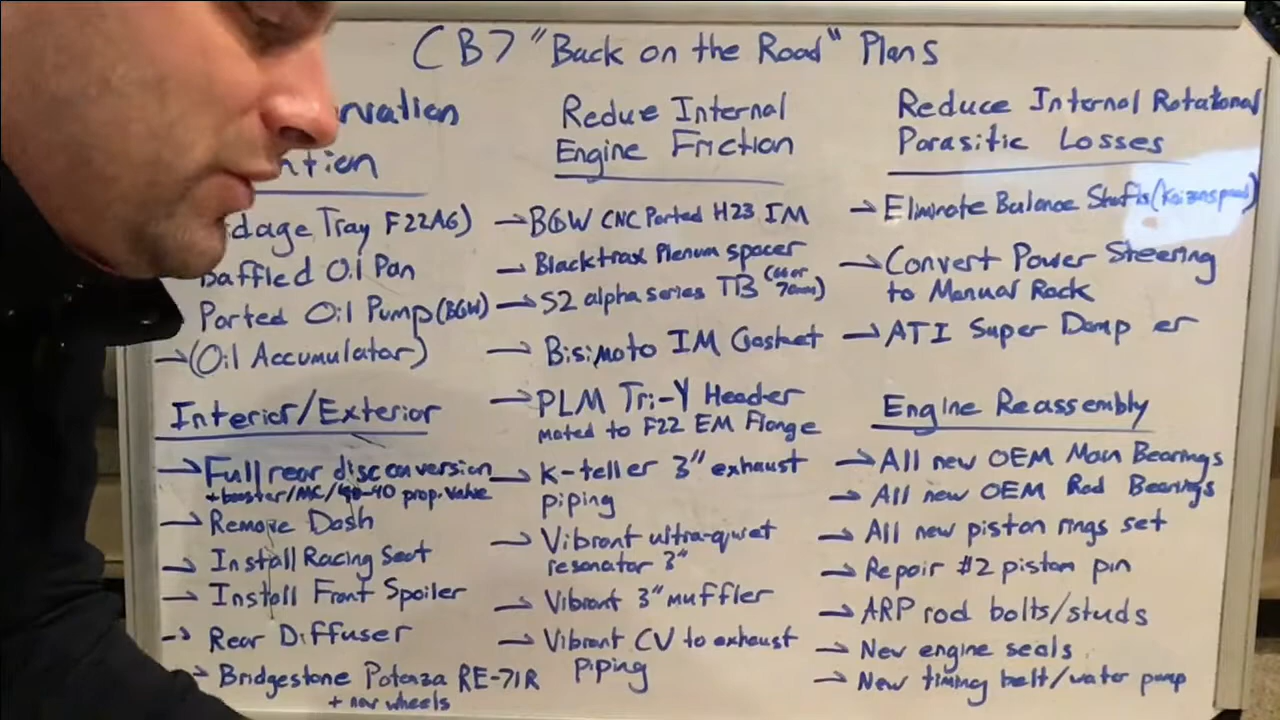 CB7 "Back on the Road" Plans
rvation
ntion
dage Tray F22A6)
Baffled Oil Pan
Ported Oil Pump (BGW)
→ (Oil Accumulator)
Interior/Exterior
→ Full rear disc conversion
+ booster/MC/40-40 prop. valve
→ Remove Dash
→ Install Racing Seat
→ Install Front Spoiler
→ Rear Diffuser
→ Bridgestone Potenza RE-71R
+ new wheels
Redue Internal
Engine Friction
→ BGW CNC Ported H23 IM
→ Blacktrax Plenum spacer
→ S2 alpha series TB (68 or 70mm)
→ Bisimoto IM Gasket
→ PLM Tri-Y Header
mated to F22 EM Flange
→ K-teller 3" exhaust
piping
→ Vibrant ultra-quiet
resonator 3"
→ Vibrant 3" muffler
→ Vibrant CV to exhaust
piping
Reduce Internal Rotational
Parasitic Losses
→ Eliminate Balance Shafts (Kaizenspeed)
→ Convert Power Steering
to Manual Rack
→ ATI Super Damp er
Engine Reassembly
→ All new OEM Main Bearings
→ All new OEM Rod Bearings
→ All new piston rings set
→ Repair #2 piston pin
→ ARP rod bolts/studs
→ New engine seals
→ New timing belt/water pump